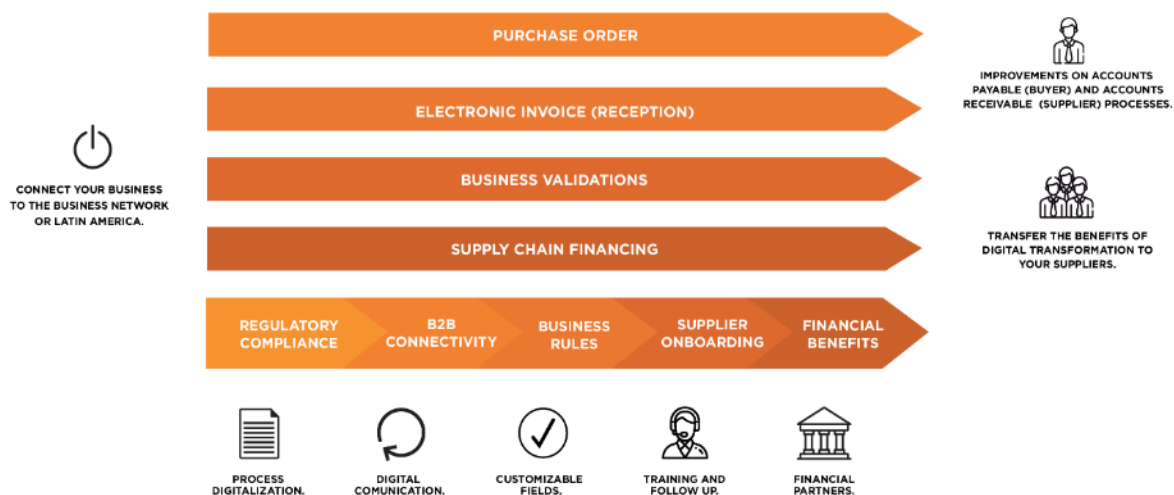 PURCHASE ORDER
ELECTRONIC INVOICE (RECEPTION)
BUSINESS VALIDATIONS
SUPPLY CHAIN FINANCING
CONNECT YOUR BUSINESS
TO THE BUSINESS NETWORK
OR LATIN AMERICA.
IMPROVEMENTS ON ACCOUNTS
PAYABLE (BUYER) AND ACCOUNTS
RECEIVABLE (SUPPLIER) PROCESSES.
TRANSFER THE BENEFITS OF
DIGITAL TRANSFORMATION TO
YOUR SUPPLIERS.
REGULATORY
COMPLIANCE
B2B
CONNECTIVITY
BUSINESS
RULES
SUPPLIER
ONBOARDING
FINANCIAL
BENEFITS
PROCESS
DIGITALIZATION.
DIGITAL
COMUNICATION.
CUSTOMIZABLE
FIELDS.
TRAINING AND
FOLLOW UP.
FINANCIAL
PARTNERS.